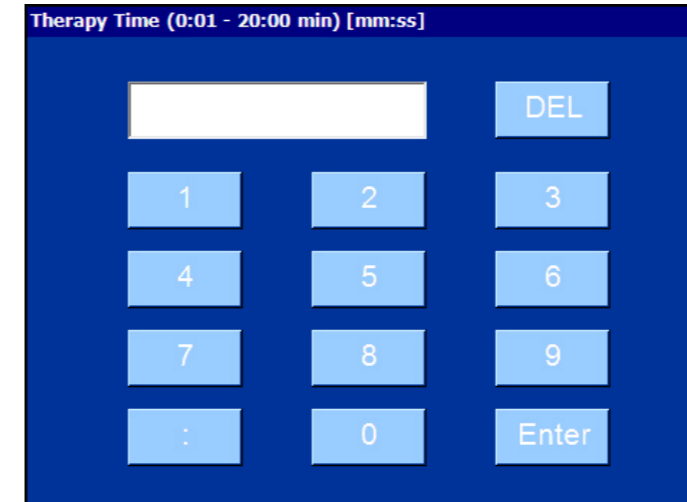 Therapy Time (0:01 - 20:00 min) [mm:ss]
DEL
1 2 3
4 5 6
7 8 9
: 0 Enter